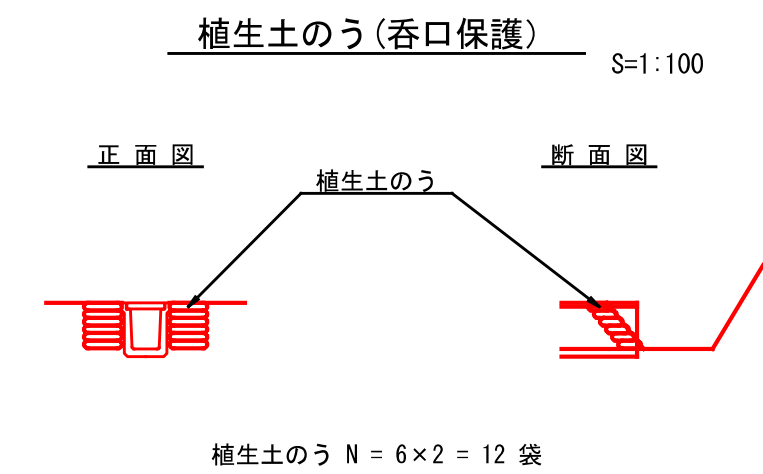 植生土のう(呑口保護)
S=1:100
正面図
断面図
植生土のう
植生土のう N = 6×2 = 12 袋